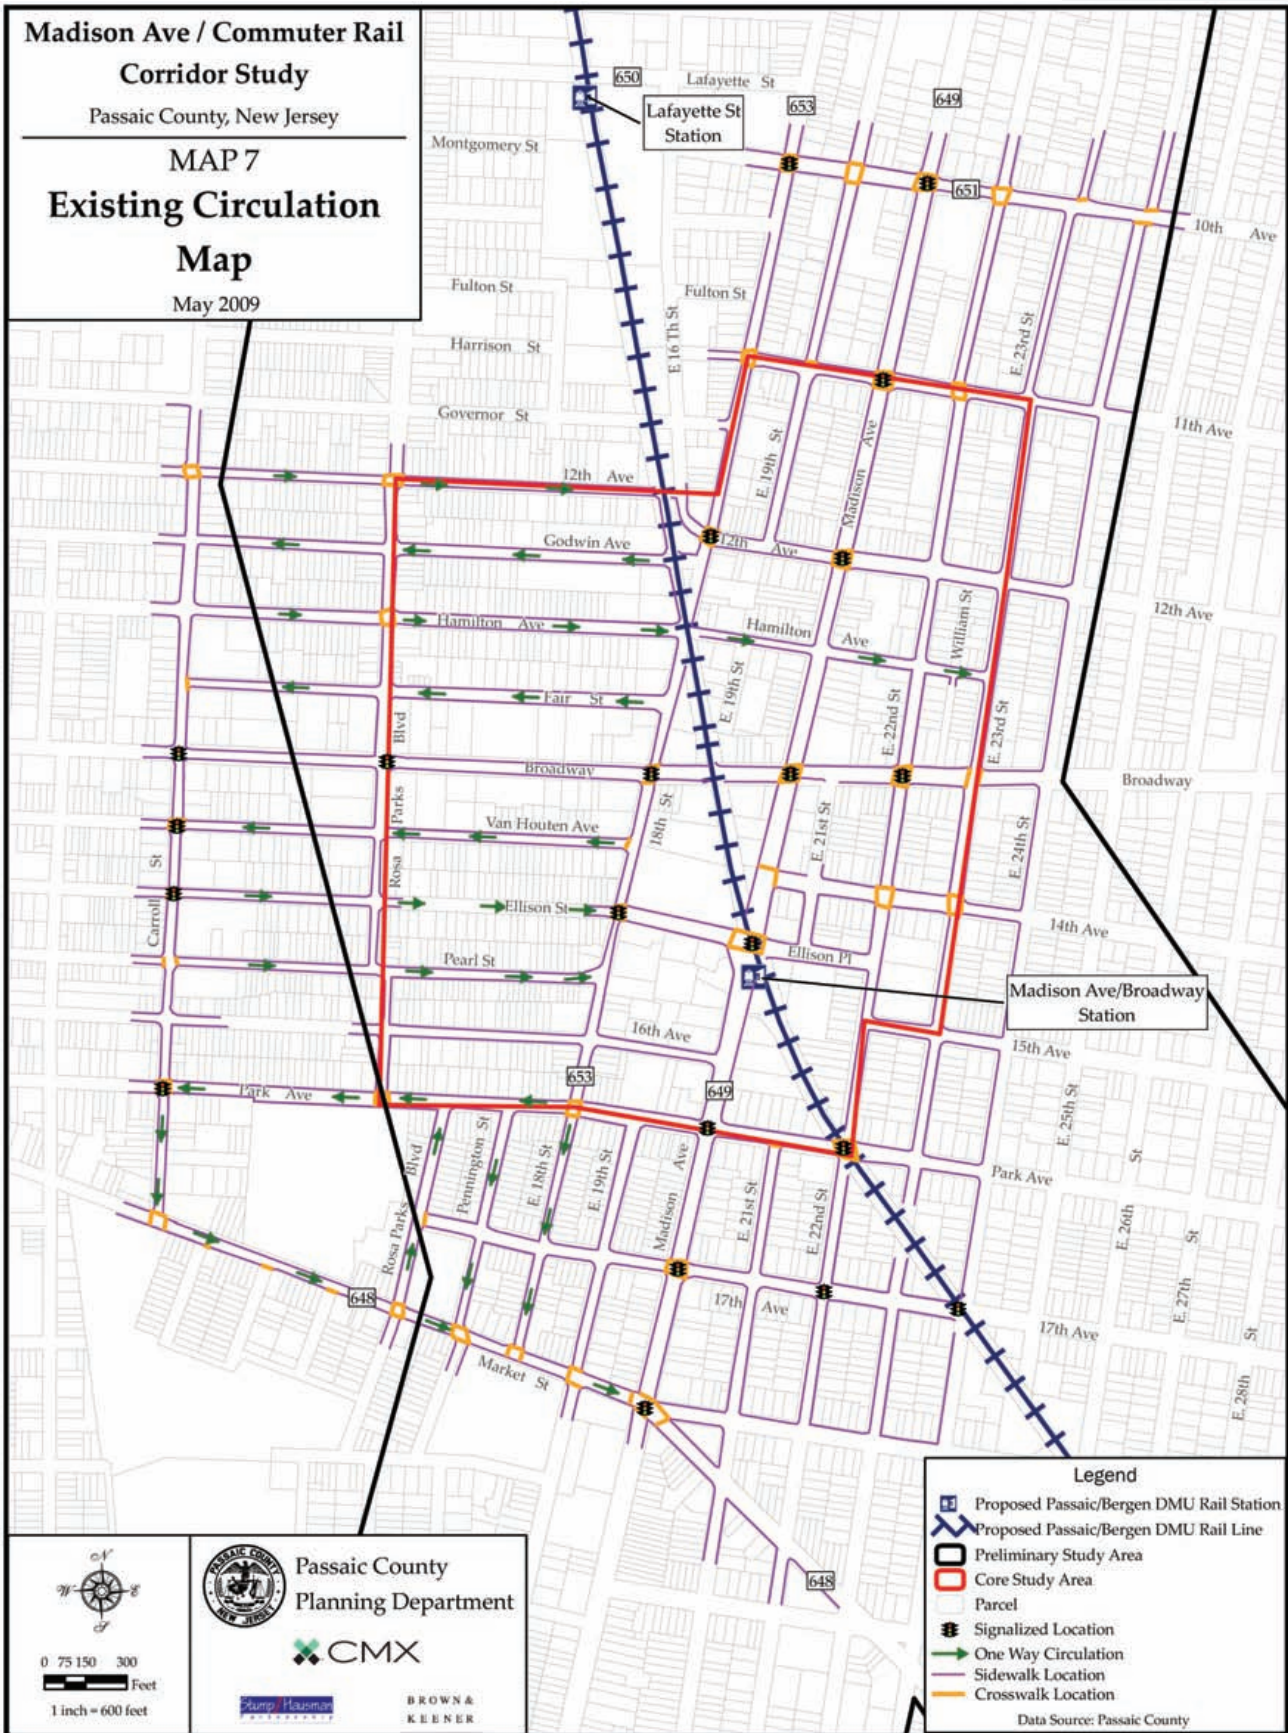 Madison Ave / Commuter Rail
Corridor Study
Passaic County, New Jersey
MAP 7
Existing Circulation
Map
May 2009
650
Lafayette St
653
649
Lafayette St
Station
Montgomery St
651
10th Ave
Fulton St
Fulton St
E 16 Th St
Harrison St
E. 23rd St
Governor St
11th Ave
12th Ave
E. 19th St
Madison Ave
Godwin Ave
12th Ave
12th Ave
William St
Hamilton Ave
Hamilton Ave
E. 19th St
Fair St
E. 22nd St
E. 23rd St
Rosa Parks Blvd
Broadway
Broadway
18th St
Van Houten Ave
E. 21st St
E. 24th St
Carroll St
Ellison St
14th Ave
Ellison Pl
Pearl St
Madison Ave/Broadway
Station
16th Ave
15th Ave
653
649
Park Ave
E. 25th St
Rosa Parks Blvd
Pennington St
E. 18th St
E. 19th St
Madison Ave
E. 21st St
E. 22nd St
Park Ave
E. 26th St
E. 27th St
648
17th Ave
17th Ave
E. 28th St
Market St
648
Legend
Proposed Passaic/Bergen DMU Rail Station
Proposed Passaic/Bergen DMU Rail Line
Preliminary Study Area
Core Study Area
Parcel
Signalized Location
One Way Circulation
Sidewalk Location
Crosswalk Location
Data Source: Passaic County
N
W E
S
0 75 150 300
Feet
1 inch = 600 feet
PASSAIC COUNTY
NEW JERSEY
Passaic County
Planning Department
CMX
Stump/Hausman
Partnership
BROWN &
KEENER